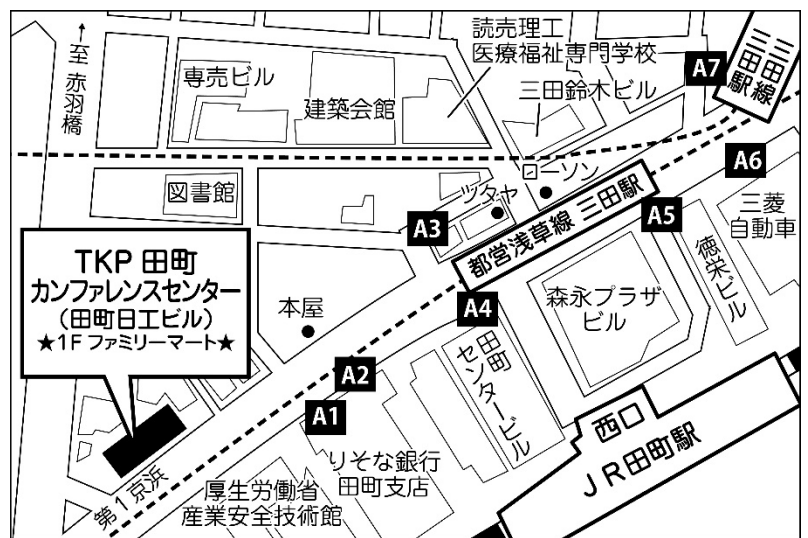 ↑至 赤羽橋
専売ビル
建築会館
読売理工
医療福祉専門学校
三田鈴木ビル
A7
三田線
三田駅
A6
図書館
ツタヤ
ローソン
A3
都営浅草線 三田駅
A5
三菱
自動車
徳栄ビル
TKP 田町
カンファレンスセンター
(田町日工ビル)
★1F ファミリーマート★
本屋
A4
森永プラザ
ビル
田町
センタービル
A2
A1
西口
JR田町駅
りそな銀行
田町支店
第1京浜
厚生労働省
産業安全技術館